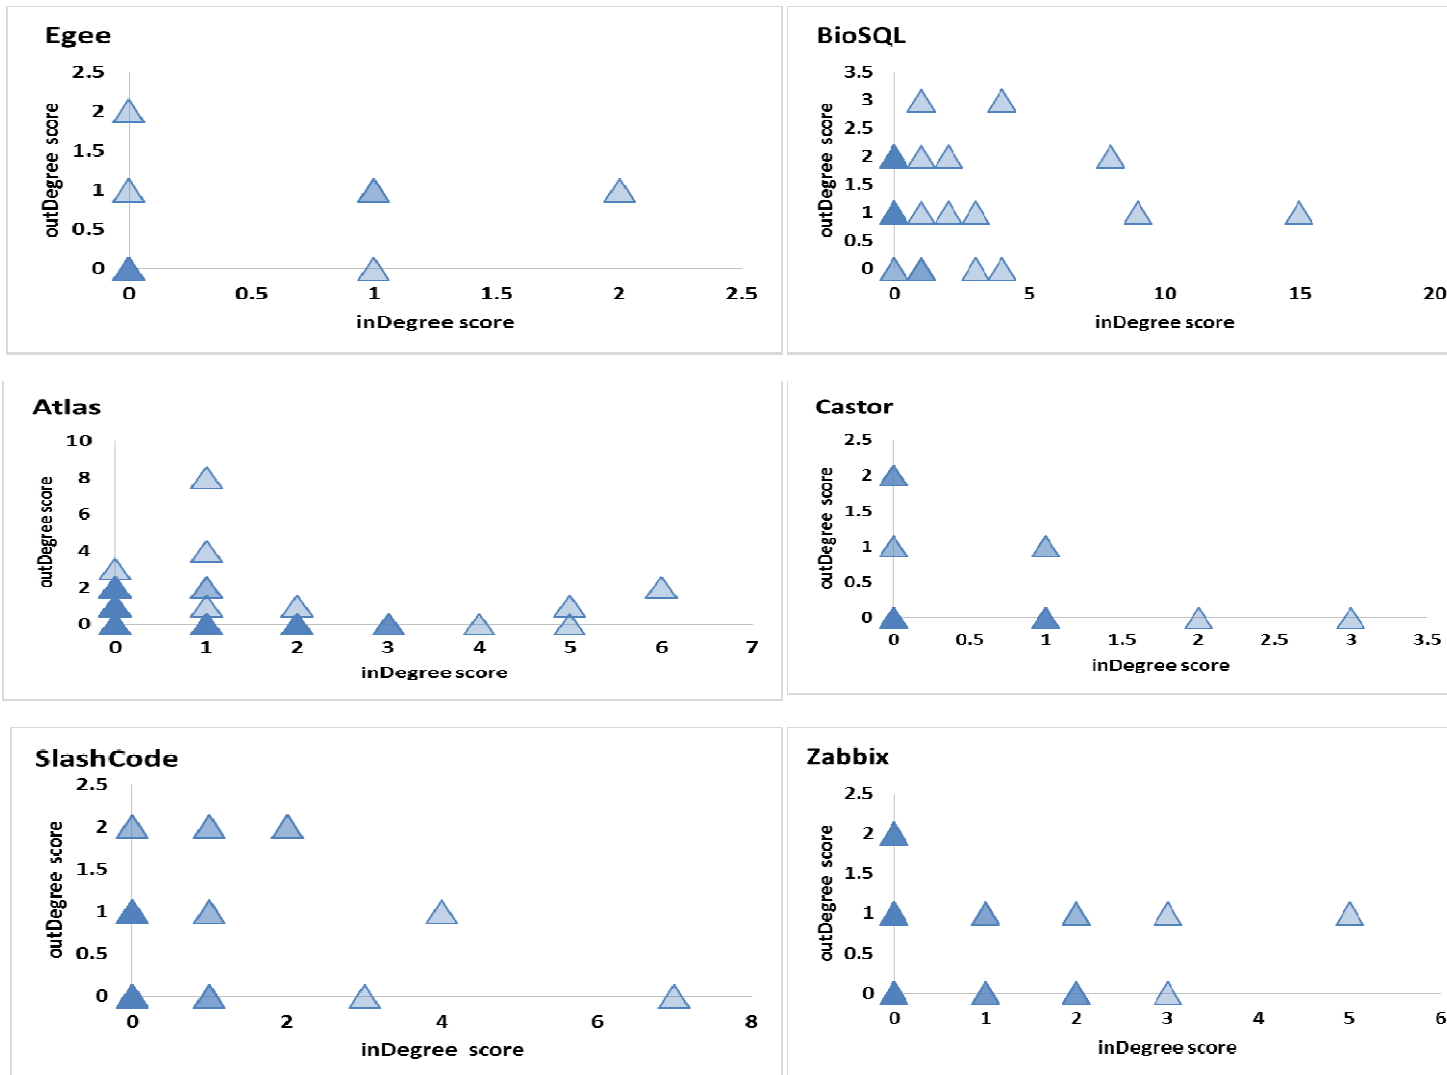 Egee
2.5
2
1.5
1
0.5
0
outDegree score
0 0.5 1 1.5 2 2.5
inDegree score
BioSQL
3.5
3
2.5
2
1.5
1
0.5
0
outDegree score
0 5 10 15 20
inDegree score
Atlas
10
8
6
4
2
0
outDegree score
0 1 2 3 4 5 6 7
inDegree score
Castor
2.5
2
1.5
1
0.5
0
outDegree score
0 0.5 1 1.5 2 2.5 3 3.5
inDegree score
SlashCode
2.5
2
1.5
1
0.5
0
outDegree score
0 2 4 6 8
inDegree score
Zabbix
2.5
2
1.5
1
0.5
0
outDegree score
0 1 2 3 4 5 6
inDegree score